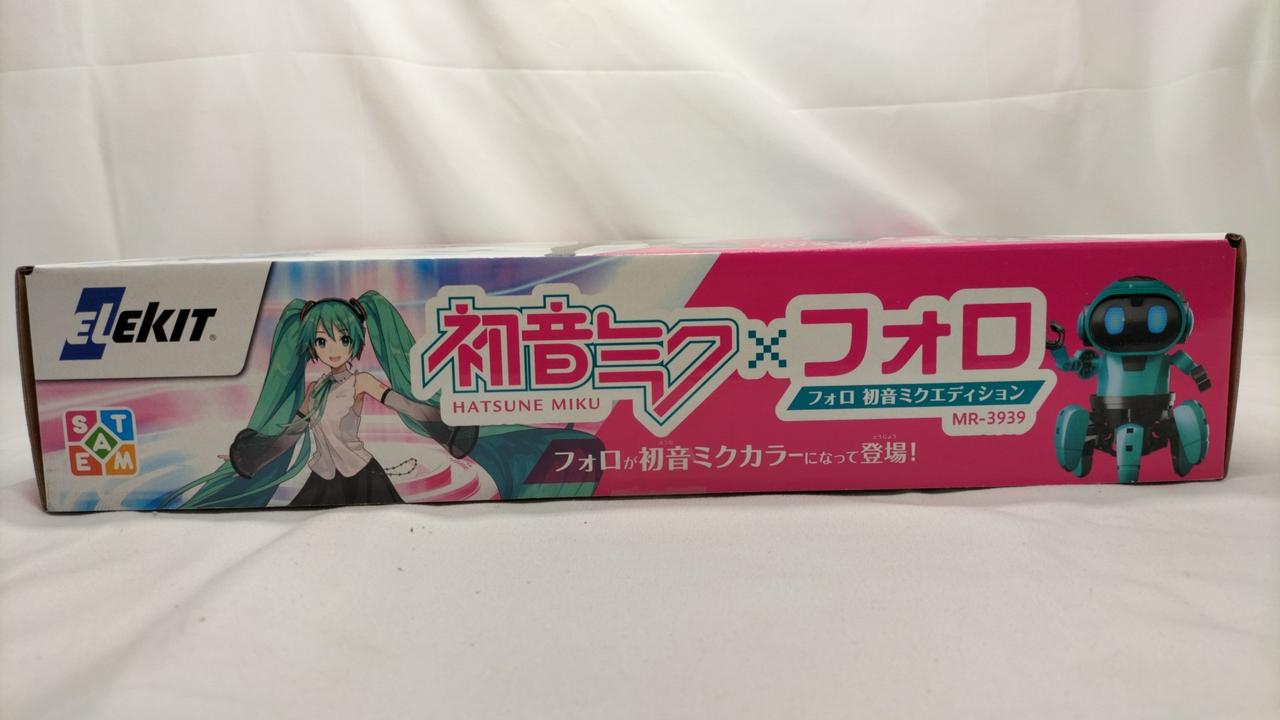 ELEKIT®
STEAM
初音ミク×フォロ
HATSUNE MIKU
フォロ 初音ミクエディション
MR-3939
フォロが初音ミクカラーになって登場!